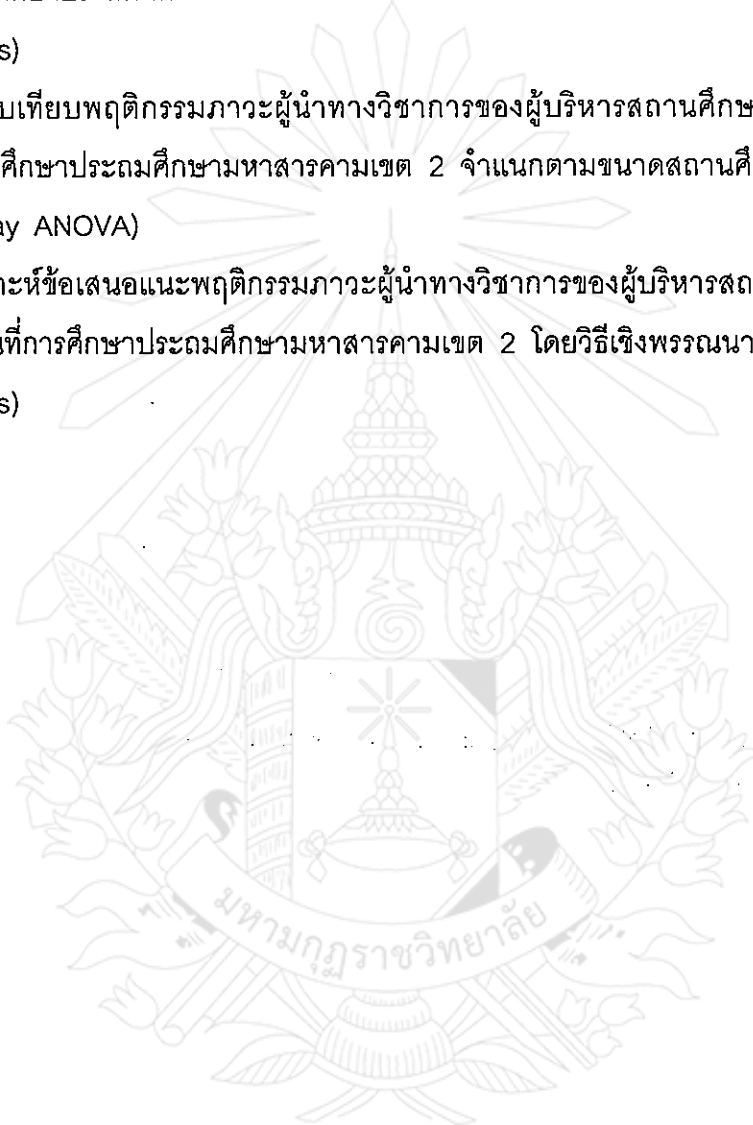 s)
บเทียบพฤติกรรมภาวะผู้นำทางวิชาการของผู้บริหารสถานศึกษ
ศึกษาประถมศึกษามหาสารคามเขต 2 จำแนกตามขนาดสถานศึ
ay ANOVA)
าะห์ข้อเสนอแนะพฤติกรรมภาวะผู้นำทางวิชาการของผู้บริหารสถ
นที่การศึกษาประถมศึกษามหาสารคามเขต 2 โดยวิธีเชิงพรรณนา
s)
มหามกุฏราชวิทยาลัย